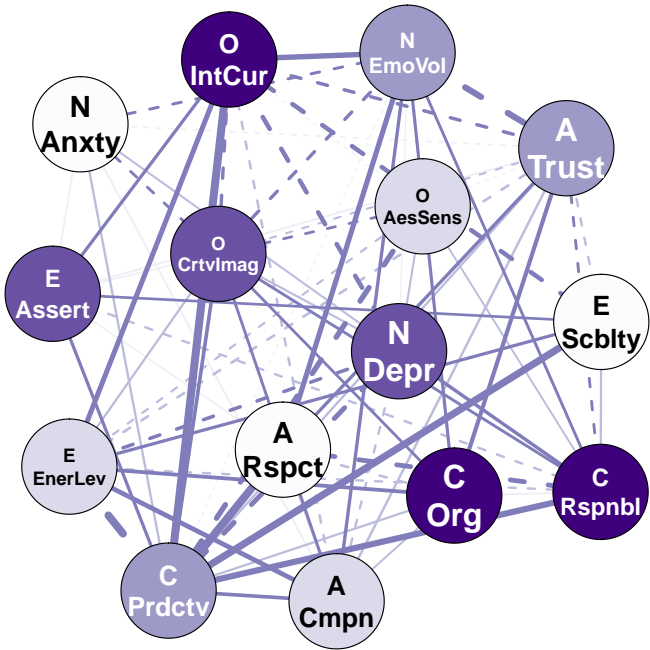 O
IntCur
N
EmoVol
N
Anxty
A
Trust
O
AesSens
O
CrtvImag
E
Assert
E
Scblty
N
Depr
A
Rspct
E
EnerLev
C
Org
C
Rspnbl
C
Prdctv
A
Cmpn